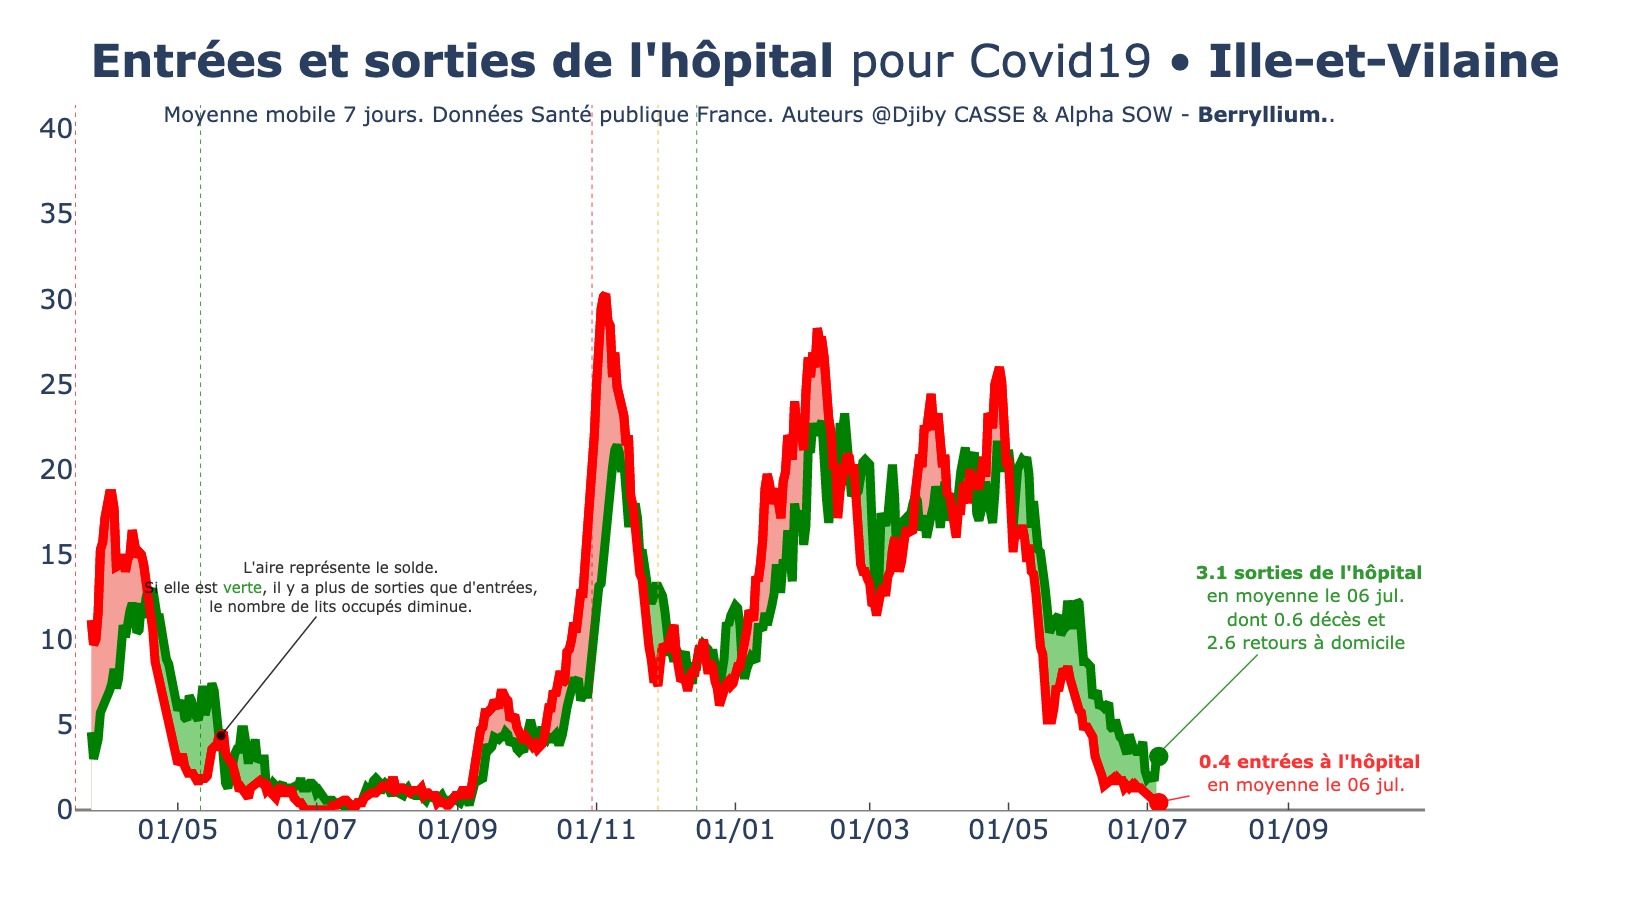 Entrées et sorties de l'hôpital pour Covid19 • Ille-et-Vilaine
Moyenne mobile 7 jours. Données Santé publique France. Auteurs @Djiby CASSE & Alpha SOW - Berryllium..
40
35
30
25
20
15
10
5
0
L'aire représente le solde.
Si elle est verte, il y a plus de sorties que d'entrées,
le nombre de lits occupés diminue.
3.1 sorties de l'hôpital
en moyenne le 06 jul.
dont 0.6 décès et
2.6 retours à domicile
0.4 entrées à l'hôpital
en moyenne le 06 jul.
01/05 01/07 01/09 01/11 01/01 01/03 01/05 01/07 01/09